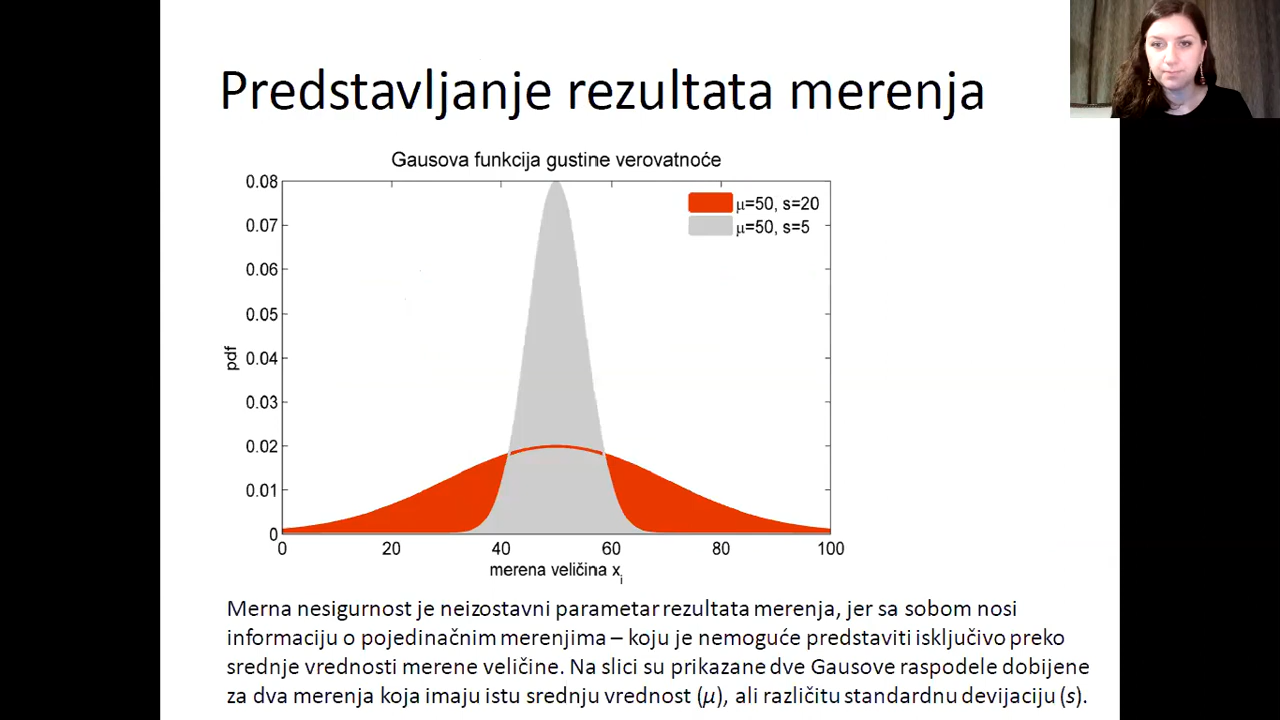 Predstavljanje rezultata merenja
Gausova funkcija gustine verovatnoće
0.08
0.07
0.06
0.05
0.04
0.03
0.02
0.01
0
pdf
μ=50, s=20
μ=50, s=5
0 20 40 60 80 100
merena veličina xi
Merna nesigurnost je neizostavni parametar rezultata merenja, jer sa sobom nosi
informaciju o pojedinačnim merenjima – koju je nemoguće predstaviti isključivo preko
srednje vrednosti merene veličine. Na slici su prikazane dve Gausove raspodele dobijene
za dva merenja koja imaju istu srednju vrednost (μ), ali različitu standardnu devijaciju (s).